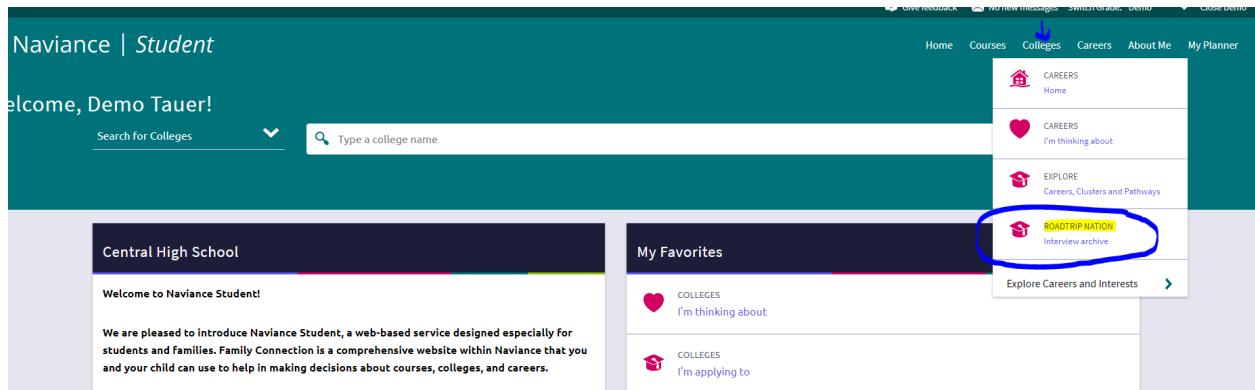 Give feedback No new messages Switch Grade: Demo Close Demo
Naviance | Student
Home Courses Colleges Careers About Me My Planner
elcome, Demo Tauer!
Search for Colleges
Type a college name
CAREERS
Home
CAREERS
I'm thinking about
EXPLORE
Careers, Clusters and Pathways
ROADTRIP NATION
Interview archive
Explore Careers and Interests
Central High School
Welcome to Naviance Student!
We are pleased to introduce Naviance Student, a web-based service designed especially for
students and families. Family Connection is a comprehensive website within Naviance that you
and your child can use to help in making decisions about courses, colleges, and careers.
My Favorites
COLLEGES
I'm thinking about
COLLEGES
I'm applying to